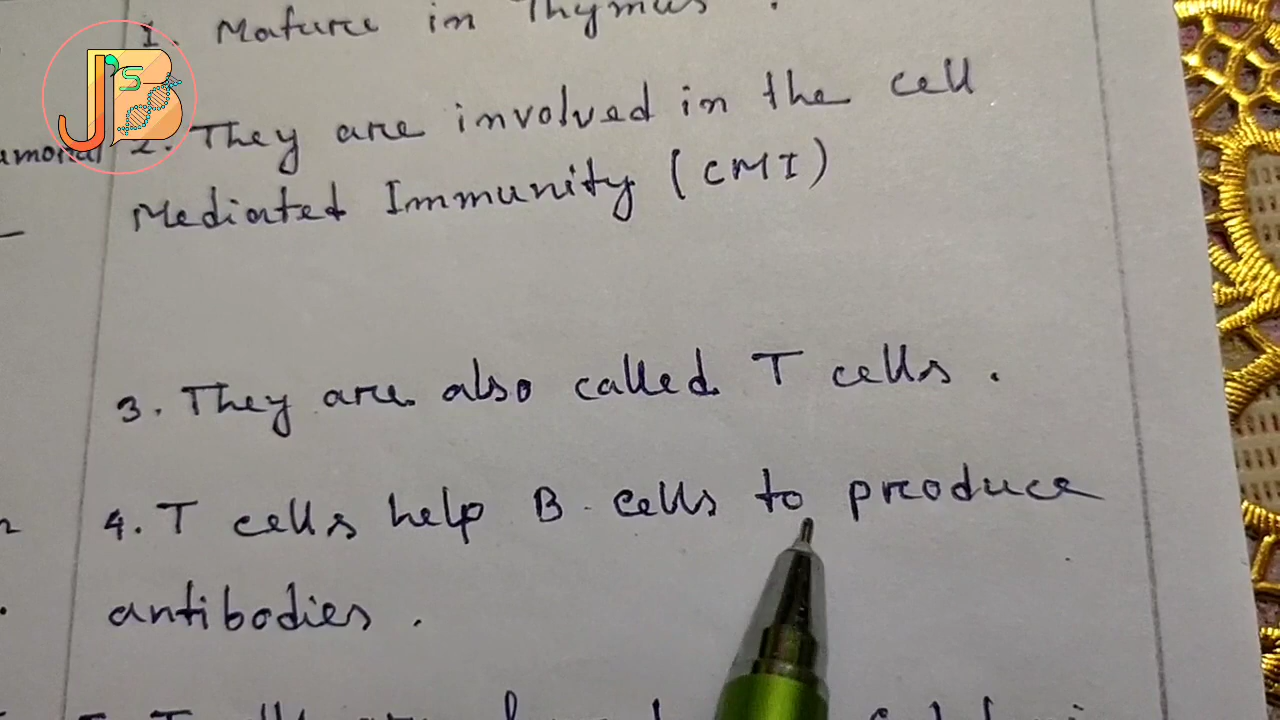 J'sB
1. Mature in Thymus.
2. They are involved in the cell
Mediated Immunity (CMI)
3. They are also called T cells.
4. T cells help B cells to produce
antibodies.